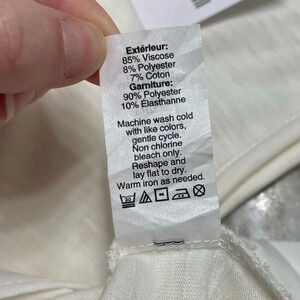 Extérieur:
85% Viscose
8% Polyester
7% Coton
Garniture:
90% Polyester
10% Elasthanne
Machine wash cold
with like colors,
gentle cycle.
Non chlorine
bleach only.
Reshape and
lay flat to dry.
Warm iron as needed.